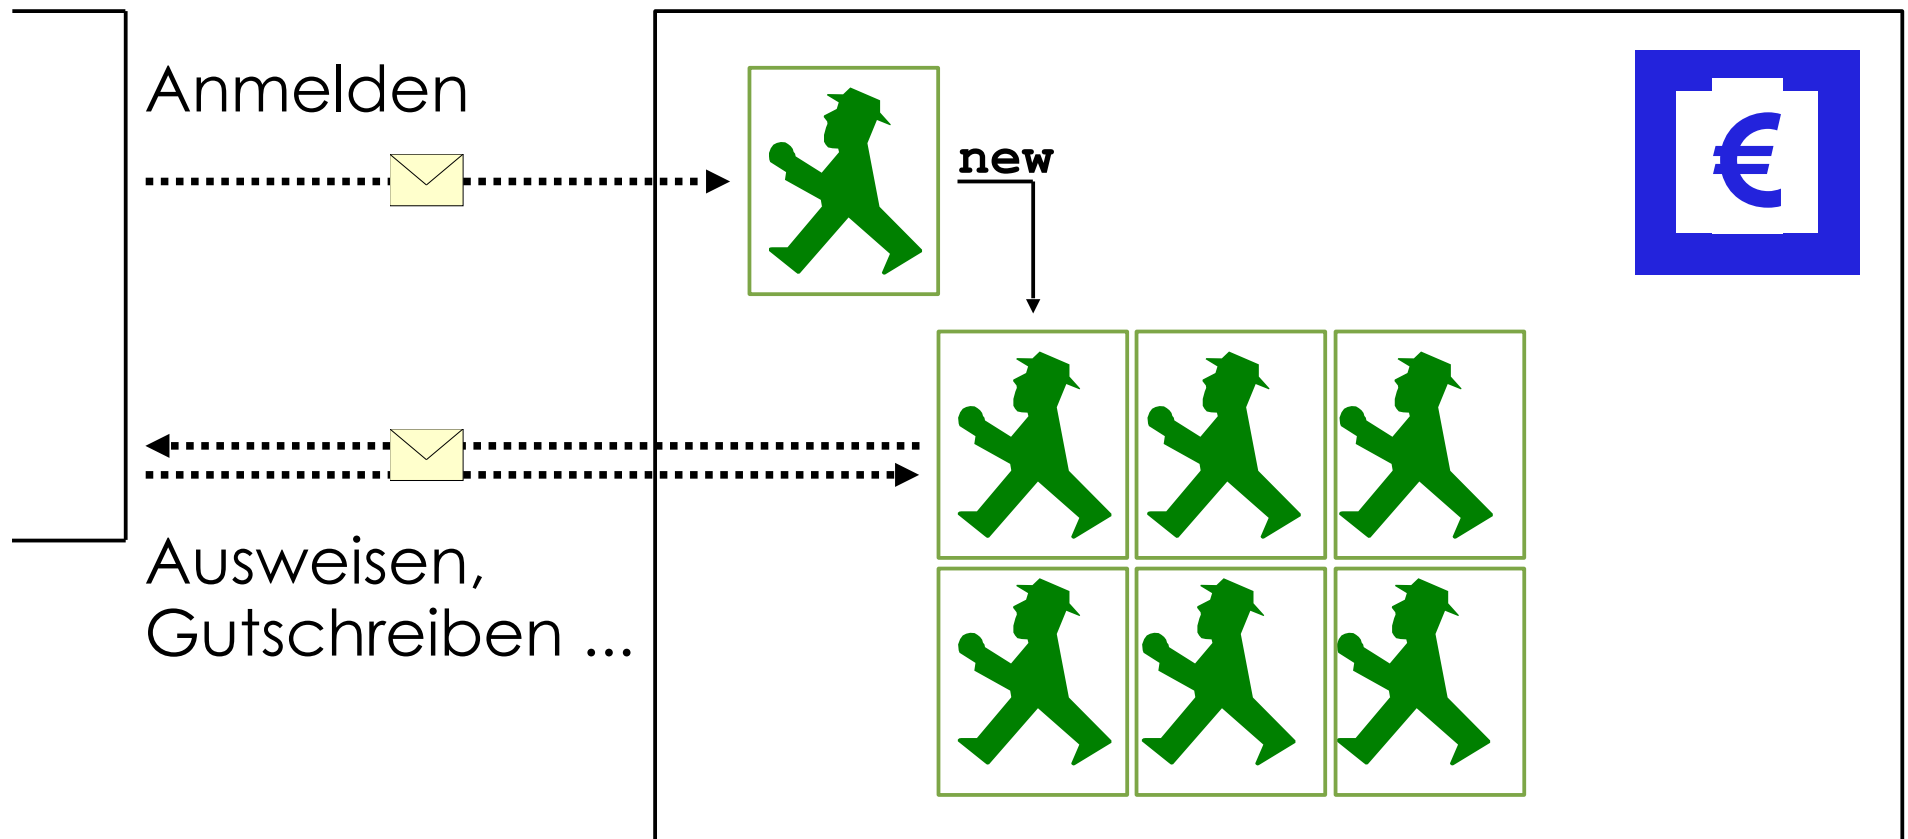 Anmelden
new
€
Ausweisen,
Gutschreiben ...